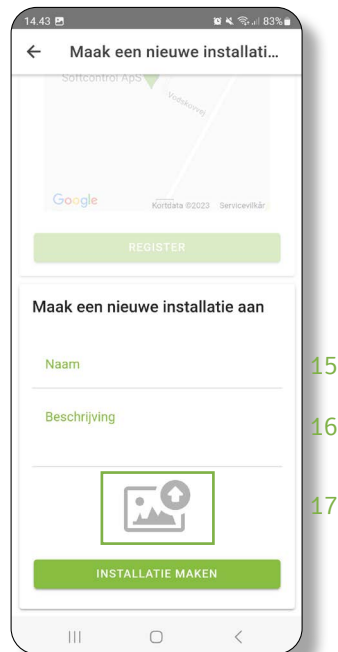 14.43 83%
Maak een nieuwe installati...
Softcontrol ApS
Vodskovvej
Google Kortdata ©2023 Servicevilkår
REGISTER
Maak een nieuwe installatie aan
Naam 15
Beschrijving 16
17
INSTALLATIE MAKEN